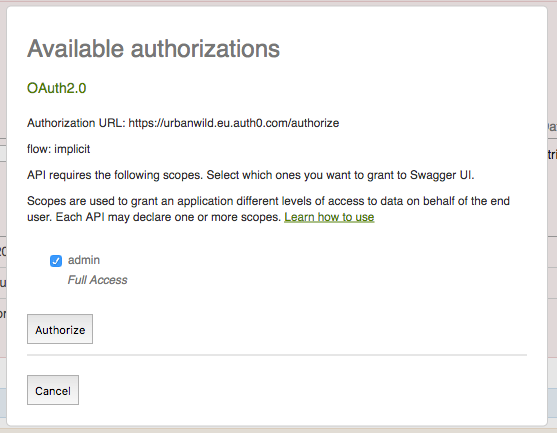 Available authorizations
OAuth2.0
Authorization URL: https://urbanwild.eu.auth0.com/authorize
flow: implicit
API requires the following scopes. Select which ones you want to grant to Swagger UI.
Scopes are used to grant an application different levels of access to data on behalf of the end
user. Each API may declare one or more scopes. Learn how to use
admin
Full Access
Authorize
Cancel